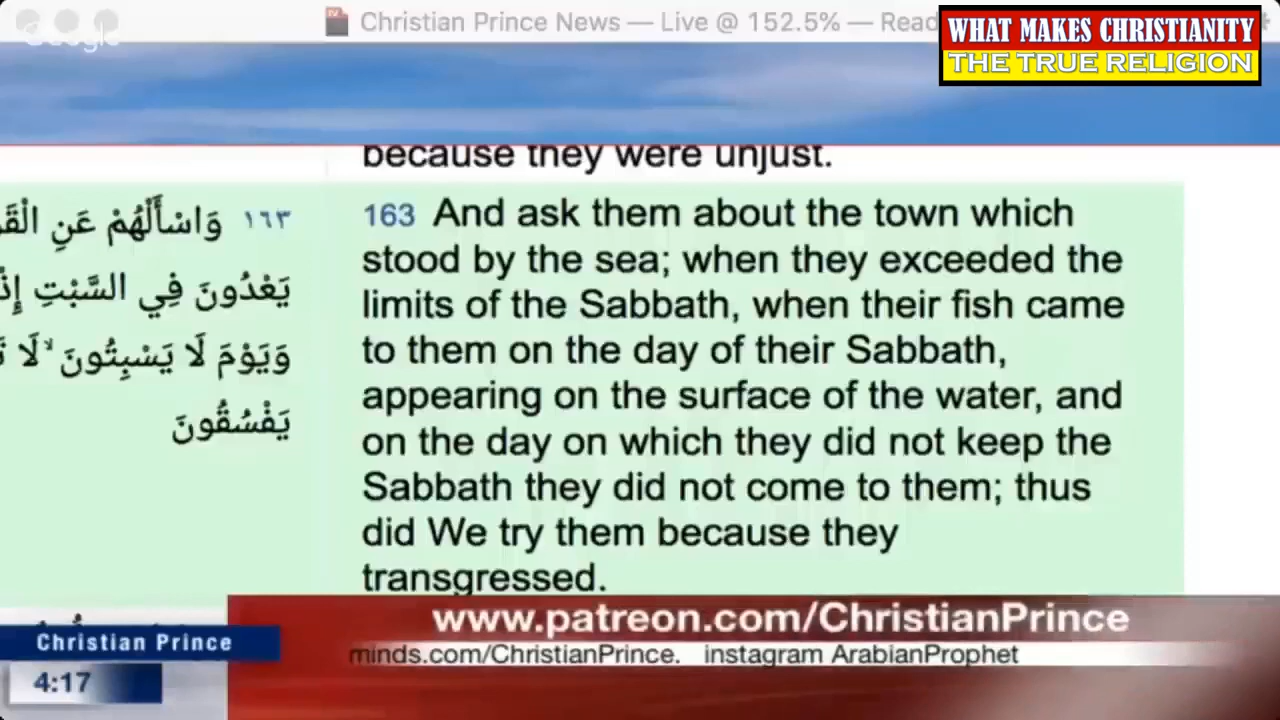 Google
Christian Prince News — Live @ 152.5% —
WHAT MAKES CHRISTIANITY
THE TRUE RELIGION
because they were unjust.
١٦٣ وَاسْأَلْهُمْ عَنِ
يَعْدُونَ فِي السَّبْتِ
وَيَوْمَ لَا يَسْبِتُونَ ۙ لَا
يَفْسُقُونَ
163 And ask them about the town which
stood by the sea; when they exceeded the
limits of the Sabbath, when their fish came
to them on the day of their Sabbath,
appearing on the surface of the water, and
on the day on which they did not keep the
Sabbath they did not come to them; thus
did We try them because they
transgressed.
www.patreon.com/ChristianPrince
Christian Prince
minds.com/ChristianPrince. instagram ArabianProphet
4:17